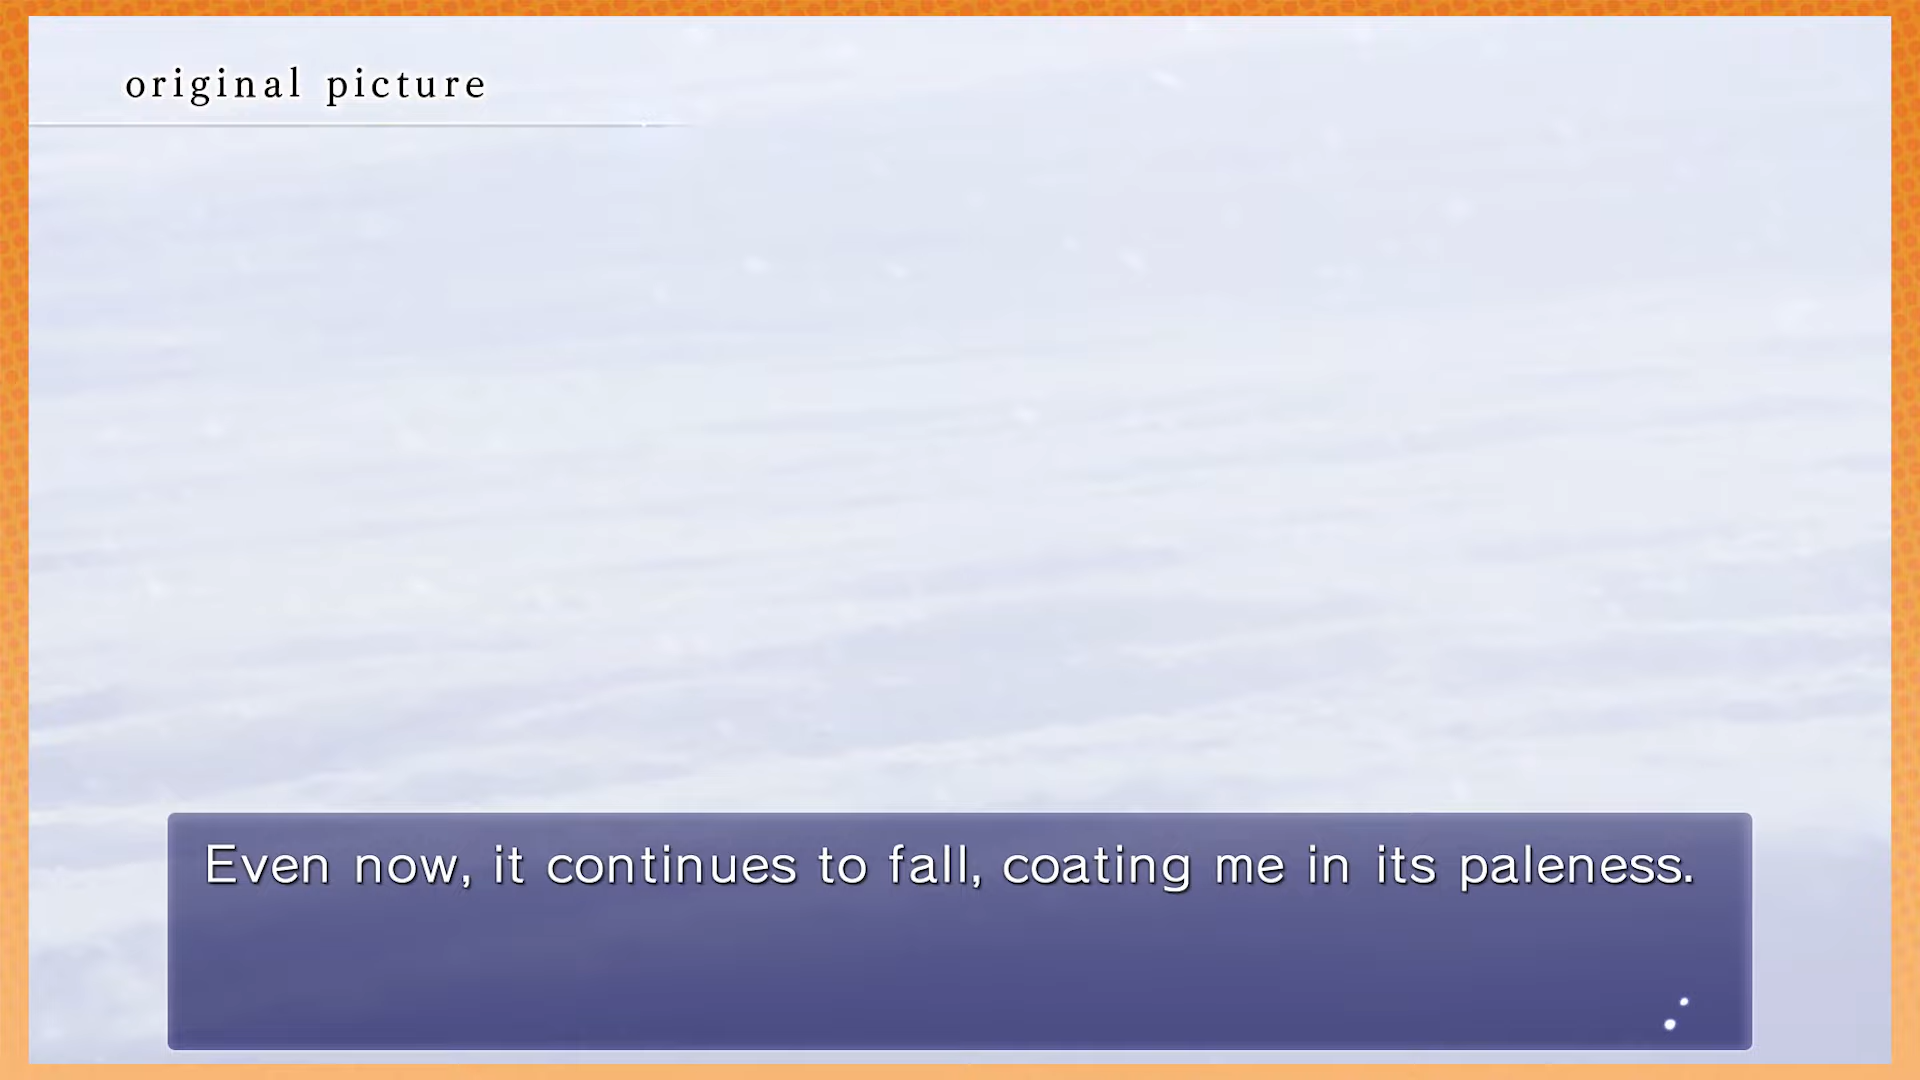 original picture
Even now, it continues to fall, coating me in its paleness.